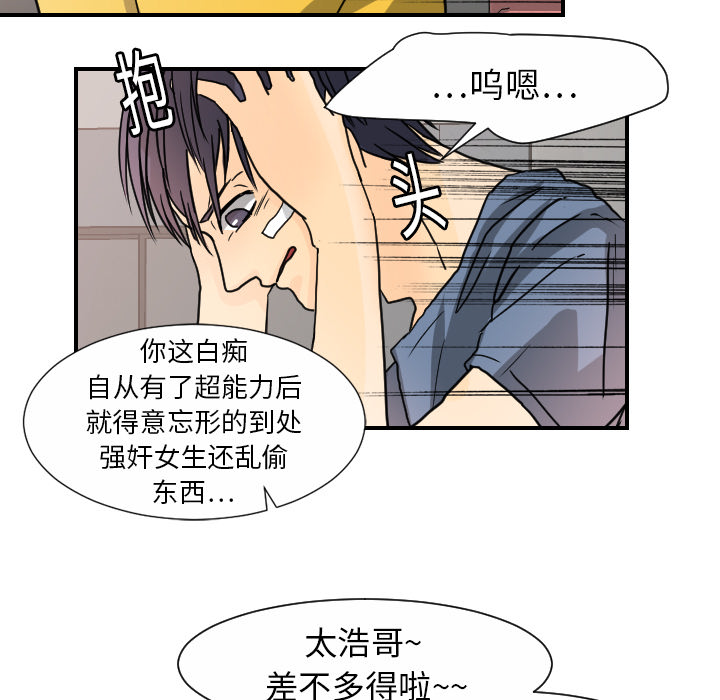 抱
...呜嗯...
头
你这白痴
自从有了超能力后
就得意忘形的到处
强奸女生还乱偷
东西...
太浩哥~
差不多得啦~~